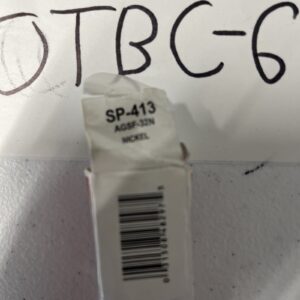 OTBC-6
SP-413
AGSF-32N
NICKEL